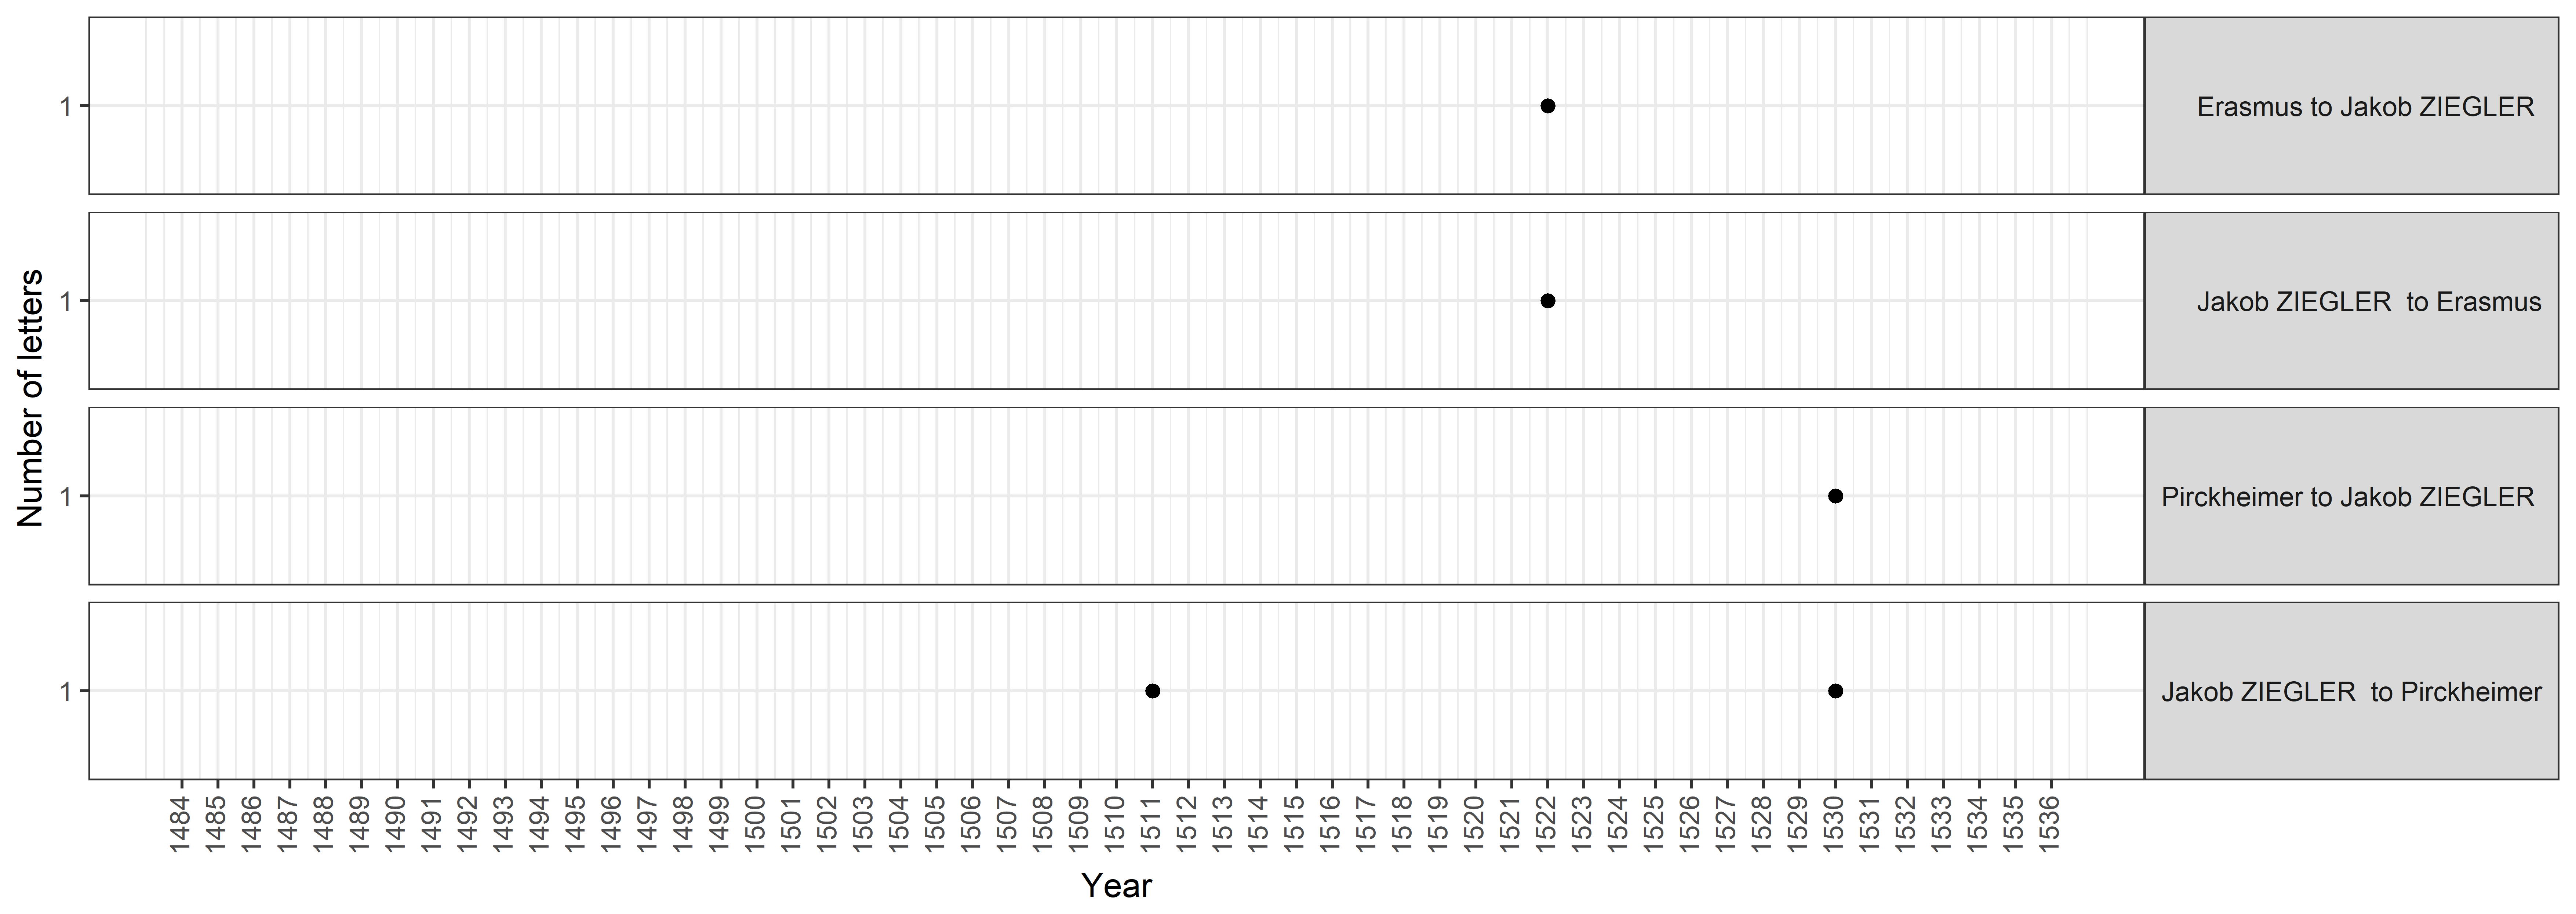 1
Erasmus to Jakob ZIEGLER
1
Jakob ZIEGLER  to Erasmus
1
Pirckheimer to Jakob ZIEGLER
1
Jakob ZIEGLER  to Pirckheimer
Number of letters
1484 1485 1486 1487 1488 1489 1490 1491 1492 1493 1494 1495 1496 1497 1498 1499 1500 1501 1502 1503 1504 1505 1506 1507 1508 1509 1510 1511 1512 1513 1514 1515 1516 1517 1518 1519 1520 1521 1522 1523 1524 1525 1526 1527 1528 1529 1530 1531 1532 1533 1534 1535 1536
Year